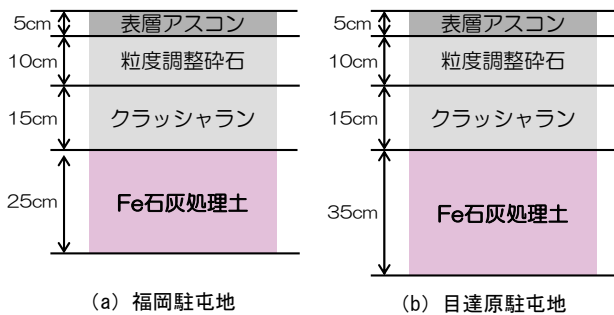 5cm 表層アスコン
10cm 粒度調整砕石
15cm クラッシャラン
25cm Fe石灰処理土
(a) 福岡駐屯地
5cm 表層アスコン
10cm 粒度調整砕石
15cm クラッシャラン
35cm Fe石灰処理土
(b) 目達原駐屯地